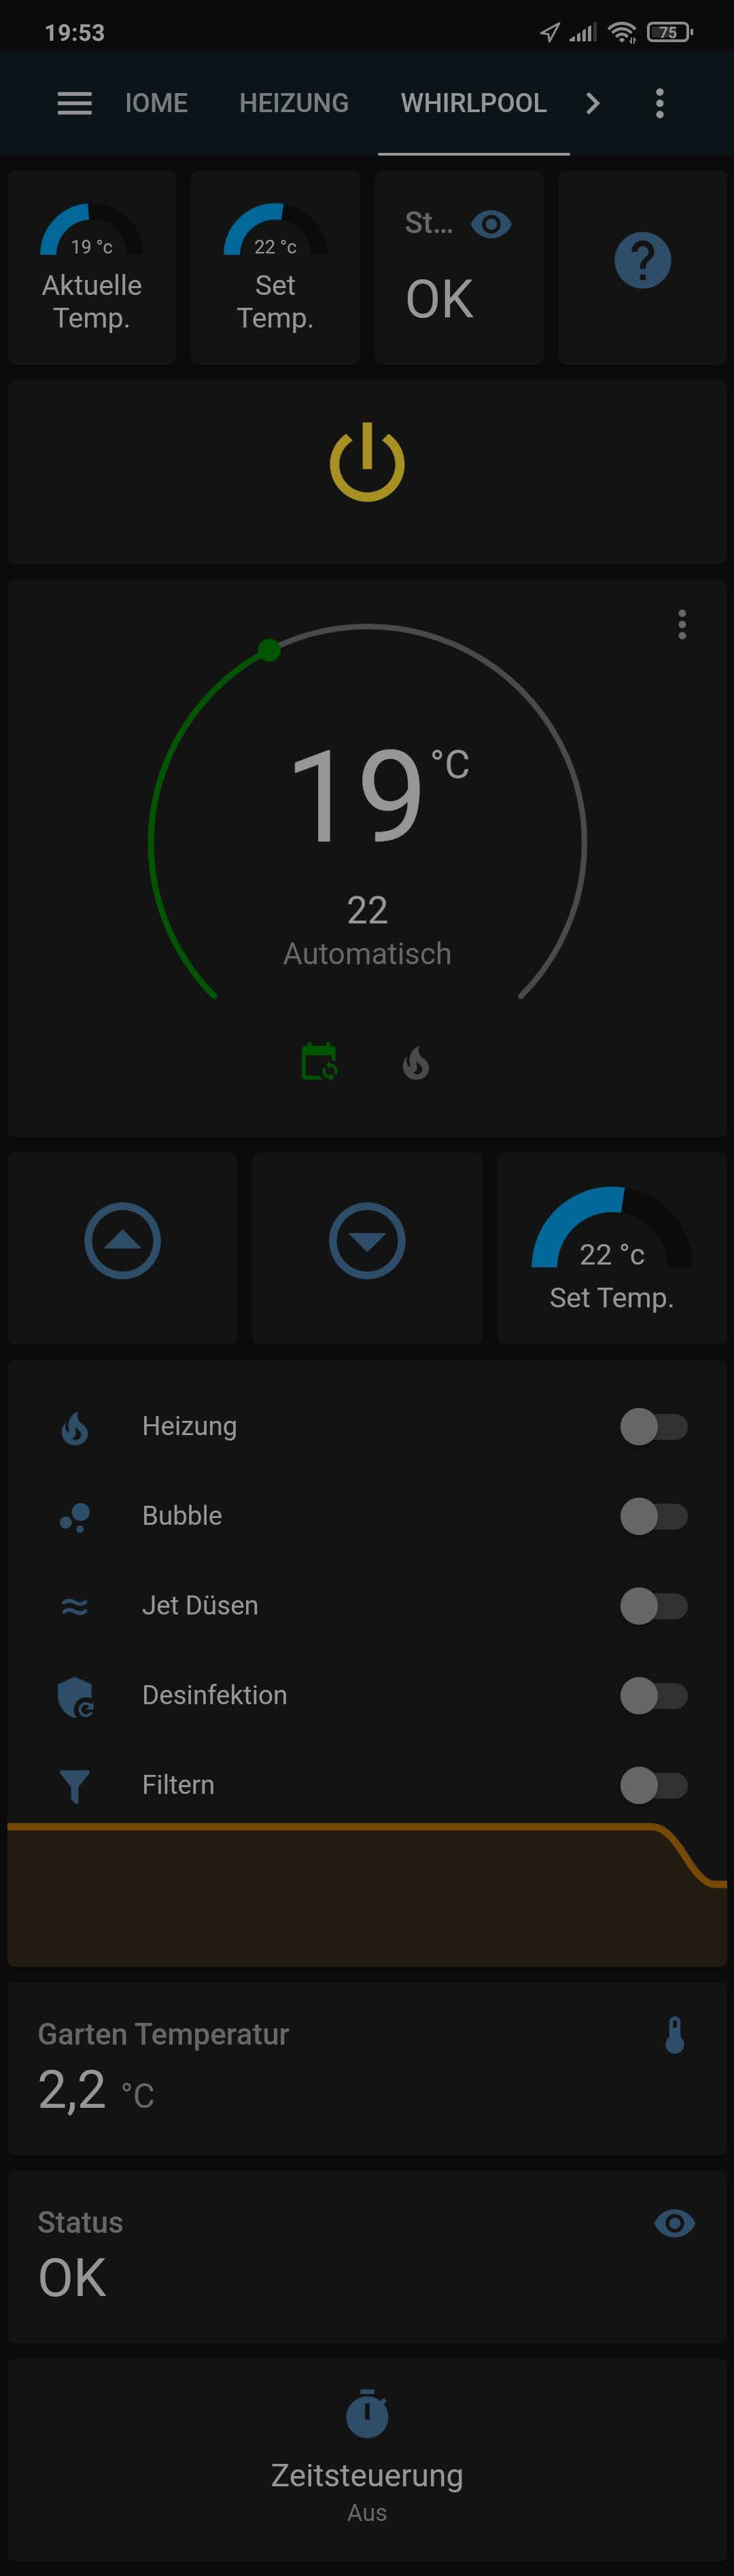 19:53
75
IOME HEIZUNG WHIRLPOOL
19 °c
Aktuelle
Temp.
22 °c
Set
Temp.
St...
OK
19 °C
22
Automatisch
22 °c
Set Temp.
Heizung
Bubble
Jet Düsen
Desinfektion
Filtern
Garten Temperatur
2,2 °C
Status
OK
Zeitsteuerung
Aus